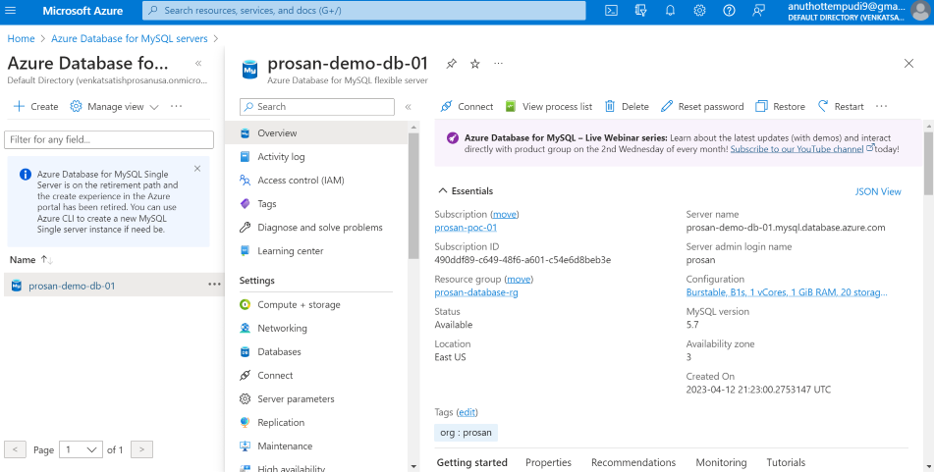 Microsoft Azure
Search resources, services, and docs (G+/)
anuthottempudi9@gma...
DEFAULT DIRECTORY (VENKATSA...
Home > Azure Database for MySQL servers >
Azure Database fo...
Default Directory (venkatsatishprosanusa.onmicro...
Create
Manage view
Filter for any field...
Azure Database for MySQL Single
Server is on the retirement path and
the create experience in the Azure
portal has been retired. You can use
Azure CLI to create a new MySQL
Single server instance if need be.
Name ↑↓
prosan-demo-db-01
Page 1 of 1
prosan-demo-db-01
Azure Database for MySQL flexible server
Search
Overview
Activity log
Access control (IAM)
Tags
Diagnose and solve problems
Learning center
Settings
Compute + storage
Networking
Databases
Connect
Server parameters
Replication
Maintenance
High availability
Connect
View process list
Delete
Reset password
Restore
Restart
Azure Database for MySQL – Live Webinar series: Learn about the latest updates (with demos) and interact
directly with product group on the 2nd Wednesday of every month! Subscribe to our YouTube channel today!
Essentials
JSON View
Subscription (move)
prosan-poc-01
Subscription ID
490ddf89-c649-48f6-a601-c54e6d8beb3e
Resource group (move)
prosan-database-rg
Status
Available
Location
East US
Server name
prosan-demo-db-01.mysql.database.azure.com
Server admin login name
prosan
Configuration
Burstable, B1s, 1 vCores, 1 GiB RAM, 20 storag...
MySQL version
5.7
Availability zone
3
Created On
2023-04-12 21:23:00.2753147 UTC
Tags (edit)
org : prosan
Getting started
Properties
Recommendations
Monitoring
Tutorials